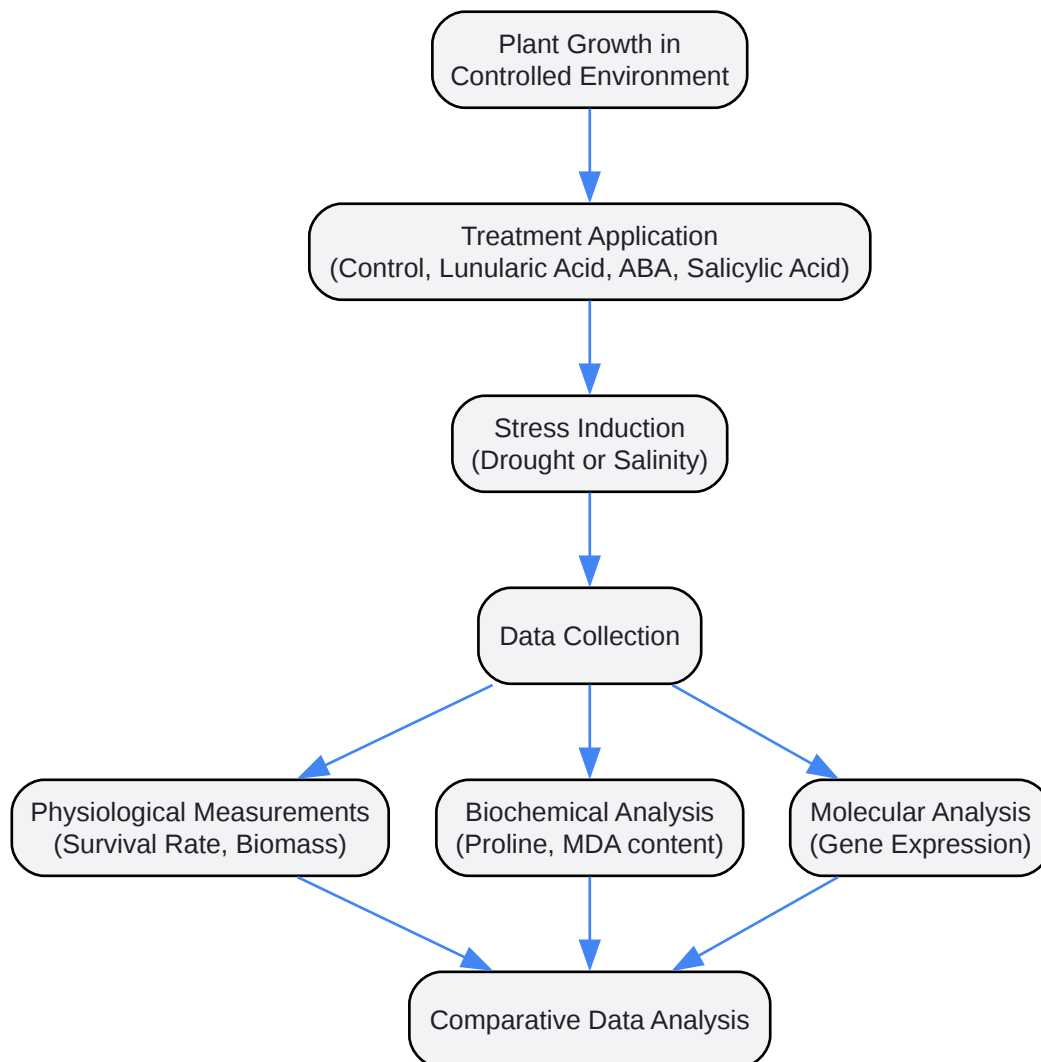 Plant Growth in
Controlled Environment
Treatment Application
(Control, Lunularic Acid, ABA, Salicylic Acid)
Stress Induction
(Drought or Salinity)
Data Collection
Physiological Measurements
(Survival Rate, Biomass)
Biochemical Analysis
(Proline, MDA content)
Molecular Analysis
(Gene Expression)
Comparative Data Analysis